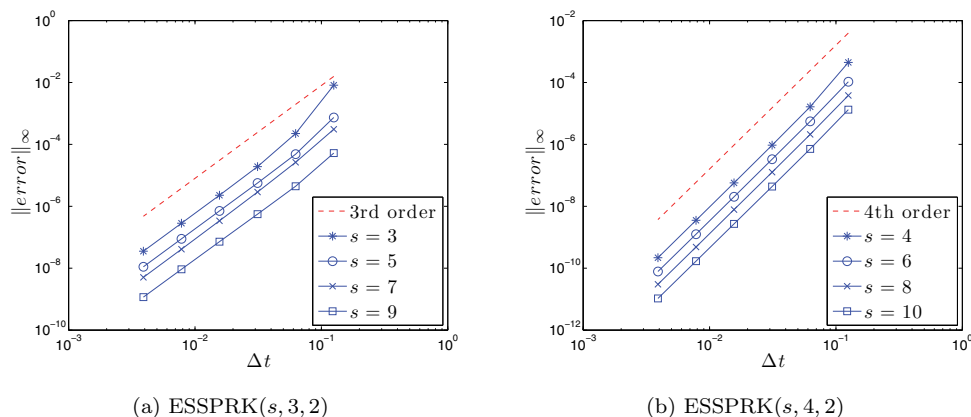 10^0
10^-2
10^-4
10^-6
10^-8
10^-10
10^-3
10^-2
10^-1
10^0
‖error‖∞
Δt
3rd order
s = 3
s = 5
s = 7
s = 9
(a) ESSPRK(s, 3, 2)
10^-2
10^-4
10^-6
10^-8
10^-10
10^-12
10^-3
10^-2
10^-1
10^0
‖error‖∞
Δt
4th order
s = 4
s = 6
s = 8
s = 10
(b) ESSPRK(s, 4, 2)